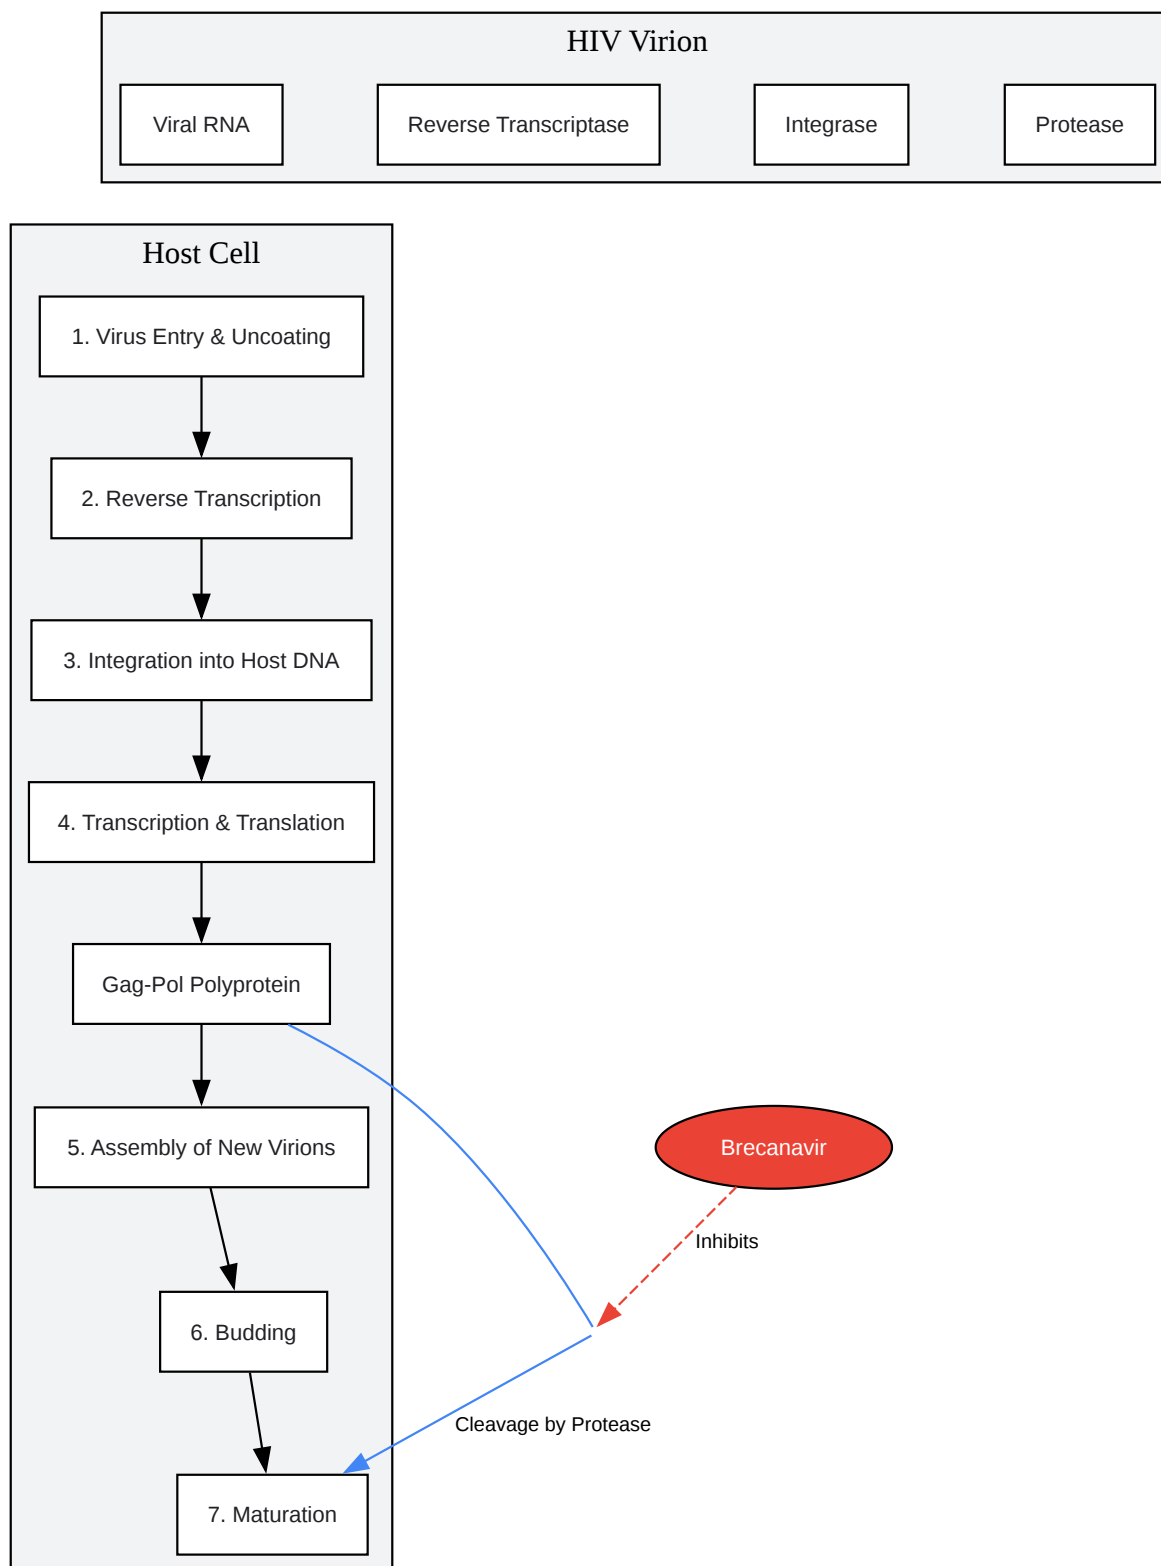 HIV Virion
Viral RNA
Reverse Transcriptase
Integrase
Protease
Host Cell
1. Virus Entry & Uncoating
2. Reverse Transcription
3. Integration into Host DNA
4. Transcription & Translation
Gag-Pol Polyprotein
5. Assembly of New Virions
Brecanavir
Inhibits
6. Budding
Cleavage by Protease
7. Maturation